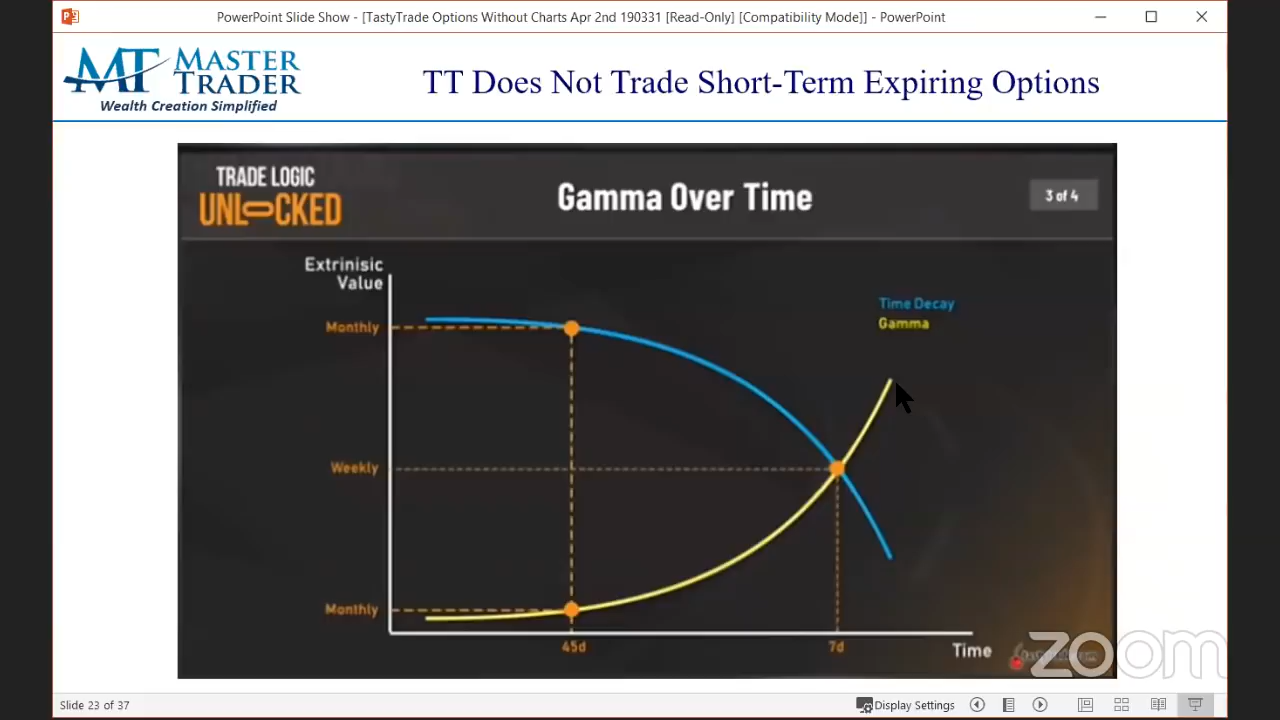 PowerPoint Slide Show - [TastyTrade Options Without Charts Apr 2nd 190331 [Read-Only] [Compatibility Mode]] - PowerPoint
MT MASTER TRADER
Wealth Creation Simplified
TT Does Not Trade Short-Term Expiring Options
TRADE LOGIC
UNLOCKED
Gamma Over Time
3 of 4
Extrinisic
Value
Time Decay
Gamma
Monthly
Weekly
Monthly
45d
7d
Time
zoom
Slide 23 of 37
Display Settings